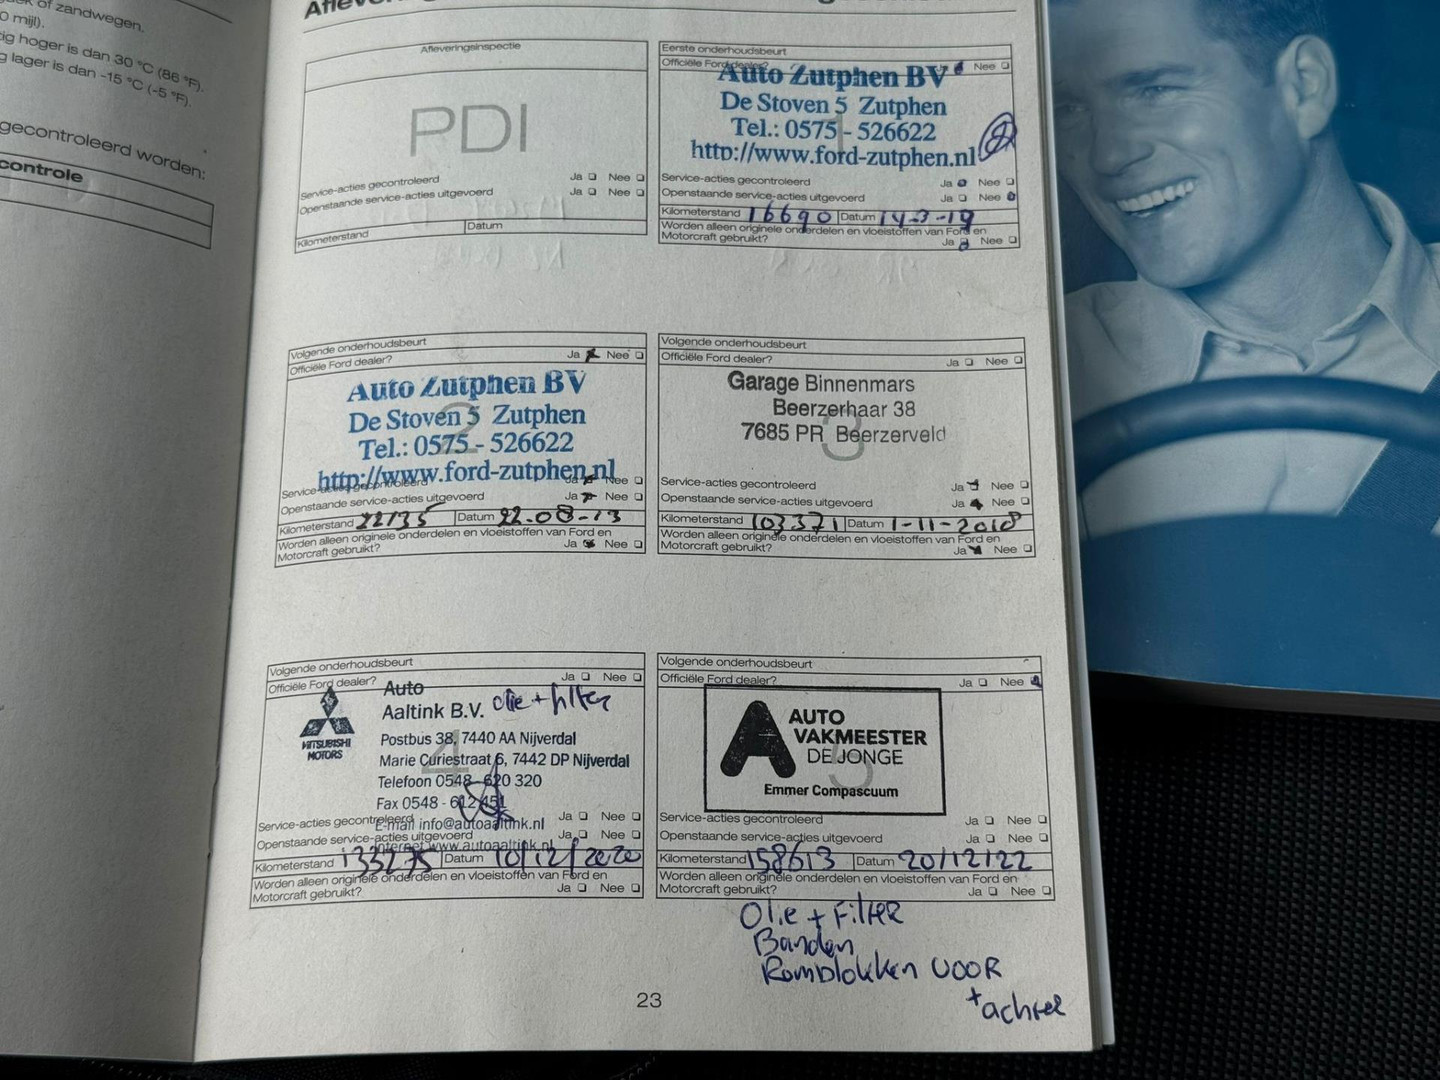 of zandwegen.
0 mijl).
tig hoger is dan 30 °C (86 °F).
g lager is dan -15 °C (-5 °F).
gecontroleerd worden:
controle
Afleveringsinspectie
PDI
Service-acties gecontroleerd Ja Nee
Openstaande service-acties uitgevoerd Ja Nee
Kilometerstand Datum
Eerste onderhoudsbeurt
Officiële Ford dealer? Nee
1
Auto Zutphen BV
De Stoven 5 Zutphen
Tel.: 0575 - 526622
http://www.ford-zutphen.nl
Service-acties gecontroleerd Ja Nee
Openstaande service-acties uitgevoerd Ja Nee
Kilometerstand 16690 Datum
Worden alleen originele onderdelen en vloeistoffen van Ford en
Motorcraft gebruikt? Ja Nee
Volgende onderhoudsbeurt
Officiële Ford dealer? Ja Nee
2
Auto Zutphen BV
De Stoven 5 Zutphen
Tel.: 0575 - 526622
http://www.ford-zutphen.nl
Service-acties gecontroleerd Ja Nee
Openstaande service-acties uitgevoerd Ja Nee
Kilometerstand Datum 22-08-13
Worden alleen originele onderdelen en vloeistoffen van Ford en
Motorcraft gebruikt? Ja Nee
Volgende onderhoudsbeurt
Officiële Ford dealer? Ja Nee
3
Garage Binnenmars
Beerzerhaar 38
7685 PR Beerzerveld
Service-acties gecontroleerd Ja Nee
Openstaande service-acties uitgevoerd Ja Nee
Kilometerstand 103371 Datum 1-11-2018
Worden alleen originele onderdelen en vloeistoffen van Ford en
Motorcraft gebruikt? Ja Nee
Volgende onderhoudsbeurt
Officiële Ford dealer? Ja Nee
4
MITSUBISHI
MOTORS
Auto
Aaltink B.V. olie + filter
Postbus 38, 7440 AA Nijverdal
Marie Curiestraat 6, 7442 DP Nijverdal
Telefoon 0548 - 620 320
Fax 0548 - 612 451
E-mail info@autoaaltink.nl
Internet www.autoaaltink.nl
Service-acties gecontroleerd Ja Nee
Openstaande service-acties uitgevoerd Ja Nee
Kilometerstand 133275 Datum 10/12/2020
Worden alleen originele onderdelen en vloeistoffen van Ford en
Motorcraft gebruikt? Ja Nee
Volgende onderhoudsbeurt
Officiële Ford dealer? Ja Nee
5
A AUTO
VAKMEESTER
DE JONGE
Emmer Compascuum
Service-acties gecontroleerd Ja Nee
Openstaande service-acties uitgevoerd Ja Nee
Kilometerstand 158613 Datum 20/12/22
Worden alleen originele onderdelen en vloeistoffen van Ford en
Motorcraft gebruikt? Ja Nee
Olie + Filter
Banden
Remblokken voor
+ achter
23